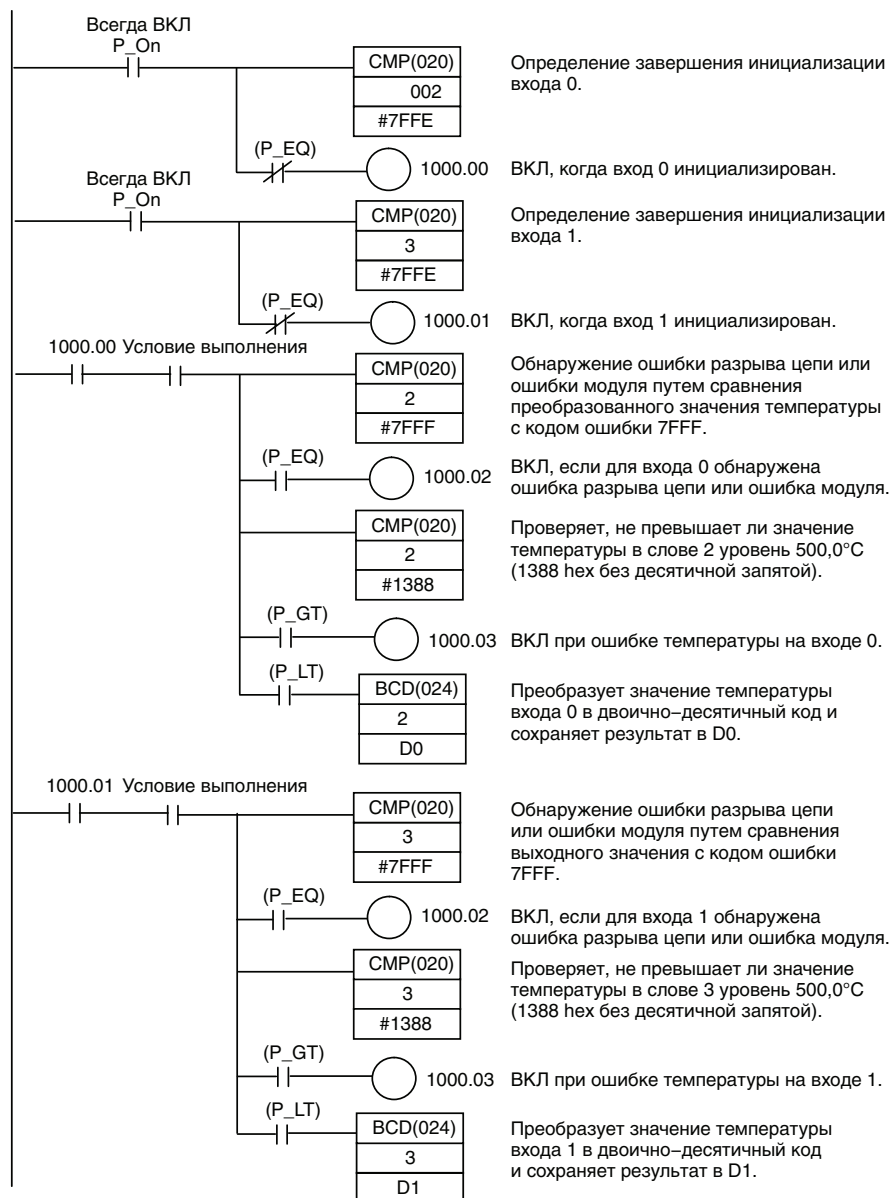 Всегда ВКЛ
P_On
CMP(020)
002
#7FFE
Определение завершения инициализации
входа 0.
(P_EQ)
1000.00
ВКЛ, когда вход 0 инициализирован.
Всегда ВКЛ
P_On
CMP(020)
3
#7FFE
Определение завершения инициализации
входа 1.
(P_EQ)
1000.01
ВКЛ, когда вход 1 инициализирован.
1000.00 Условие выполнения
CMP(020)
2
#7FFF
Обнаружение ошибки разрыва цепи или
ошибки модуля путем сравнения
преобразованного значения температуры
с кодом ошибки 7FFF.
(P_EQ)
1000.02
ВКЛ, если для входа 0 обнаружена
ошибка разрыва цепи или ошибка модуля.
CMP(020)
2
#1388
Проверяет, не превышает ли значение
температуры в слове 2 уровень 500,0°C
(1388 hex без десятичной запятой).
(P_GT)
1000.03
ВКЛ при ошибке температуры на входе 0.
(P_LT)
BCD(024)
2
D0
Преобразует значение температуры
входа 0 в двоично–десятичный код и
сохраняет результат в D0.
1000.01 Условие выполнения
CMP(020)
3
#7FFF
Обнаружение ошибки разрыва цепи
или ошибки модуля путем сравнения
выходного значения с кодом ошибки
7FFF.
(P_EQ)
1000.02
ВКЛ, если для входа 1 обнаружена
ошибка разрыва цепи или ошибка модуля.
CMP(020)
3
#1388
Проверяет, не превышает ли значение
температуры в слове 3 уровень 500,0°C
(1388 hex без десятичной запятой).
(P_GT)
1000.03
ВКЛ при ошибке температуры на входе 1.
(P_LT)
BCD(024)
3
D1
Преобразует значение температуры
входа 1 в двоично–десятичный код
и сохраняет результат в D1.